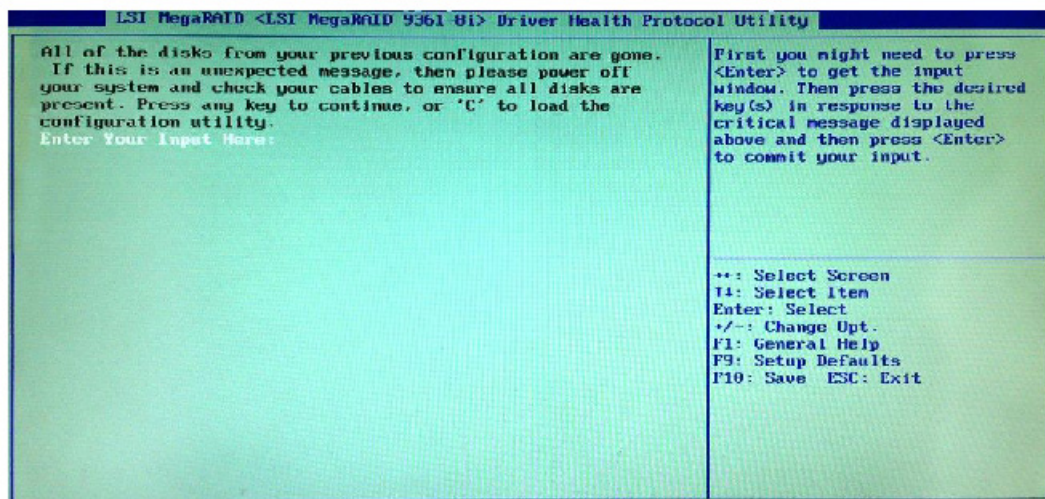 LSI MegaRAID <LSI MegaRAID 9361-8i> Driver Health Protocol Utility
All of the disks from your previous configuration are gone.
If this is an unexpected message, then please power off
your system and check your cables to ensure all disks are
present. Press any key to continue, or 'C' to load the
configuration utility.
Enter Your Input Here:
First you might need to press
<Enter> to get the input
window. Then press the desired
key(s) in response to the
critical message displayed
above and then press <Enter>
to commit your input.
↔: Select Screen
↑↓: Select Item
Enter: Select
+/-: Change Opt.
F1: General Help
F9: Setup Defaults
F10: Save ESC: Exit